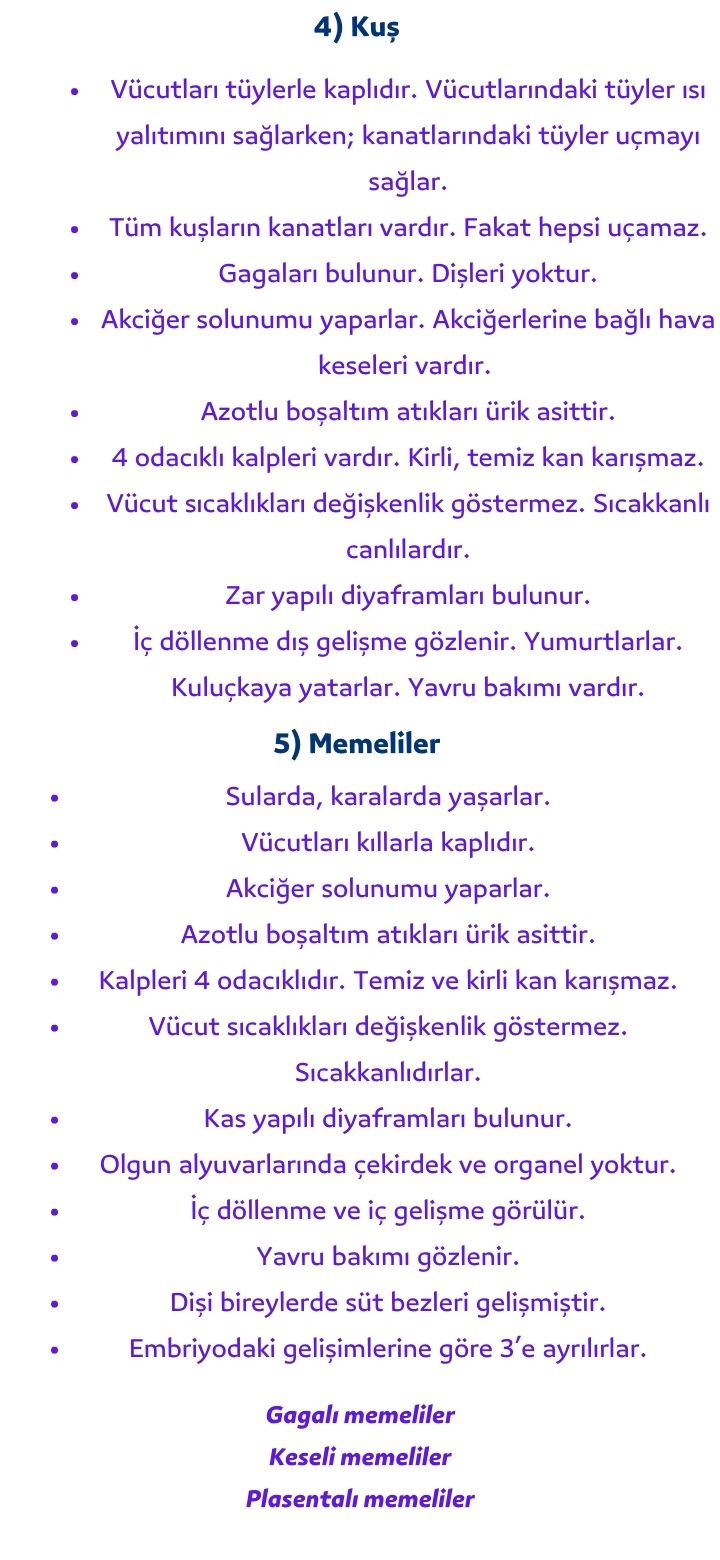 4) Kuş
• Vücutları tüylerle kaplıdır. Vücutlarındaki tüyler ısı
yalıtımını sağlarken; kanatlarındaki tüyler uçmayı
sağlar.
• Tüm kuşların kanatları vardır. Fakat hepsi uçamaz.
• Gagaları bulunur. Dişleri yoktur.
• Akciğer solunumu yaparlar. Akciğerlerine bağlı hava
keseleri vardır.
• Azotlu boşaltım atıkları ürik asittir.
• 4 odacıklı kalpleri vardır. Kirli, temiz kan karışmaz.
• Vücut sıcaklıkları değişkenlik göstermez. Sıcakkanlı
canlılardır.
• Zar yapılı diyaframları bulunur.
• İç döllenme dış gelişme gözlenir. Yumurtlarlar.
Kuluçkaya yatarlar. Yavru bakımı vardır.
5) Memeliler
• Sularda, karalarda yaşarlar.
• Vücutları kıllarla kaplıdır.
• Akciğer solunumu yaparlar.
• Azotlu boşaltım atıkları ürik asittir.
• Kalpleri 4 odacıklıdır. Temiz ve kirli kan karışmaz.
• Vücut sıcaklıkları değişkenlik göstermez.
Sıcakkanlıdırlar.
• Kas yapılı diyaframları bulunur.
• Olgun alyuvarlarında çekirdek ve organel yoktur.
• İç döllenme ve iç gelişme görülür.
• Yavru bakımı gözlenir.
• Dişi bireylerde süt bezleri gelişmiştir.
• Embriyodaki gelişimlerine göre 3’e ayrılırlar.
Gagalı memeliler
Keseli memeliler
Plasentalı memeliler